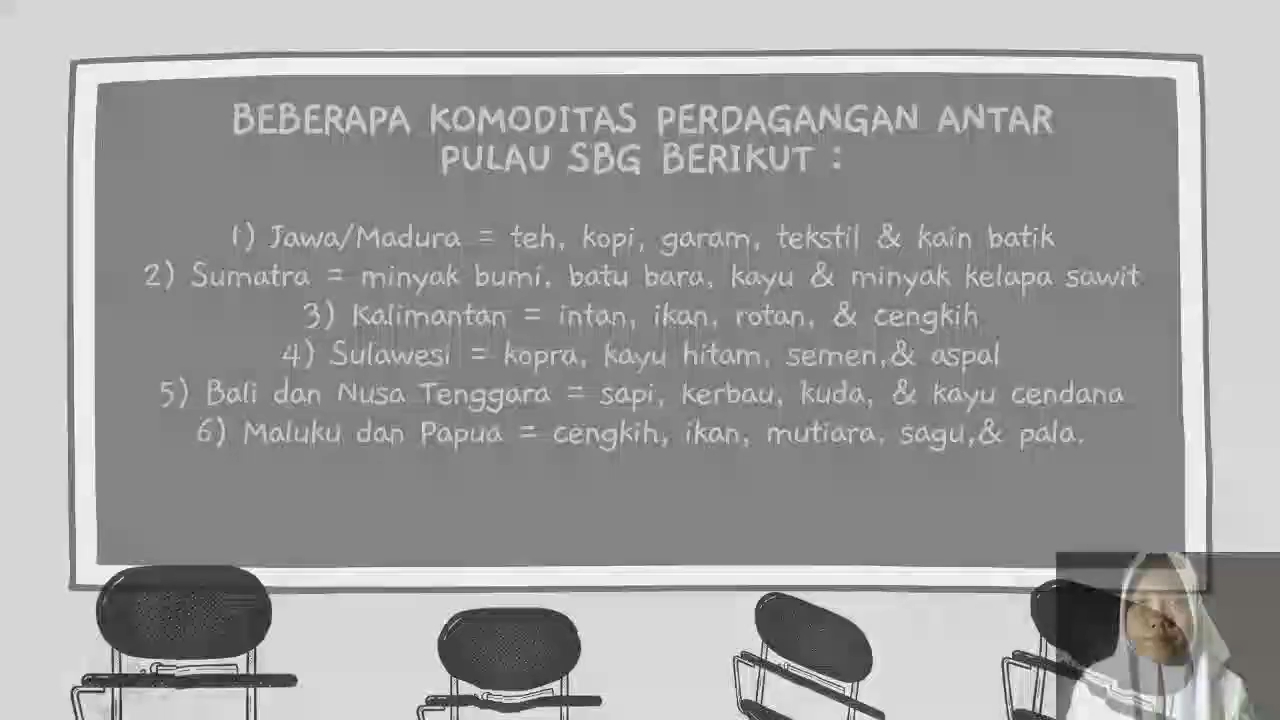 BEBERAPA KOMODITAS PERDAGANGAN ANTAR
PULAU SBG BERIKUT :
1) Jawa/Madura = teh, kopi, garam, tekstil & kain batik
2) Sumatra = minyak bumi, batu bara, kayu & minyak kelapa sawit
3) Kalimantan = intan, ikan, rotan, & cengkih
4) Sulawesi = kopra, kayu hitam, semen,& aspal
5) Bali dan Nusa Tenggara = sapi, kerbau, kuda, & kayu cendana
6) Maluku dan Papua = cengkih, ikan, mutiara, sagu,& pala.